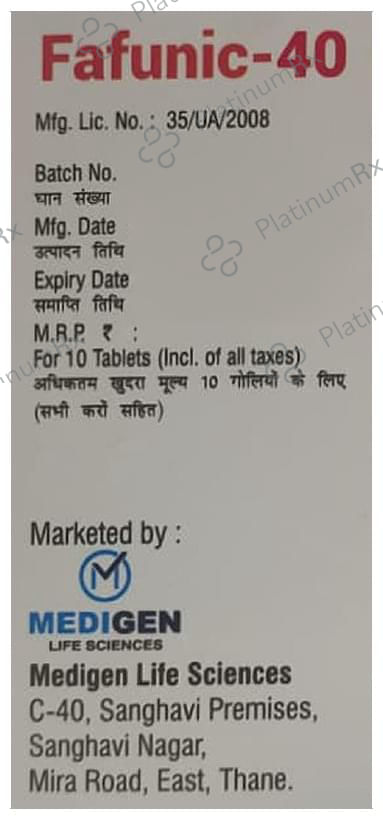 Fafunic-40
Mfg. Lic. No. : 35/UA/2008
Batch No.
घान संख्या
Mfg. Date
उत्पादन तिथि
Expiry Date
समाप्ति तिथि
M.R.P. ₹ :
For 10 Tablets (Incl. of all taxes)
अधिकतम खुदरा मूल्य 10 गोलियों के लिए
(सभी करों सहित)
Marketed by :
MEDIGEN
LIFE SCIENCES
Medigen Life Sciences
C-40, Sanghavi Premises,
Sanghavi Nagar,
Mira Road, East, Thane.
PlatinumRx
PlatinumRx